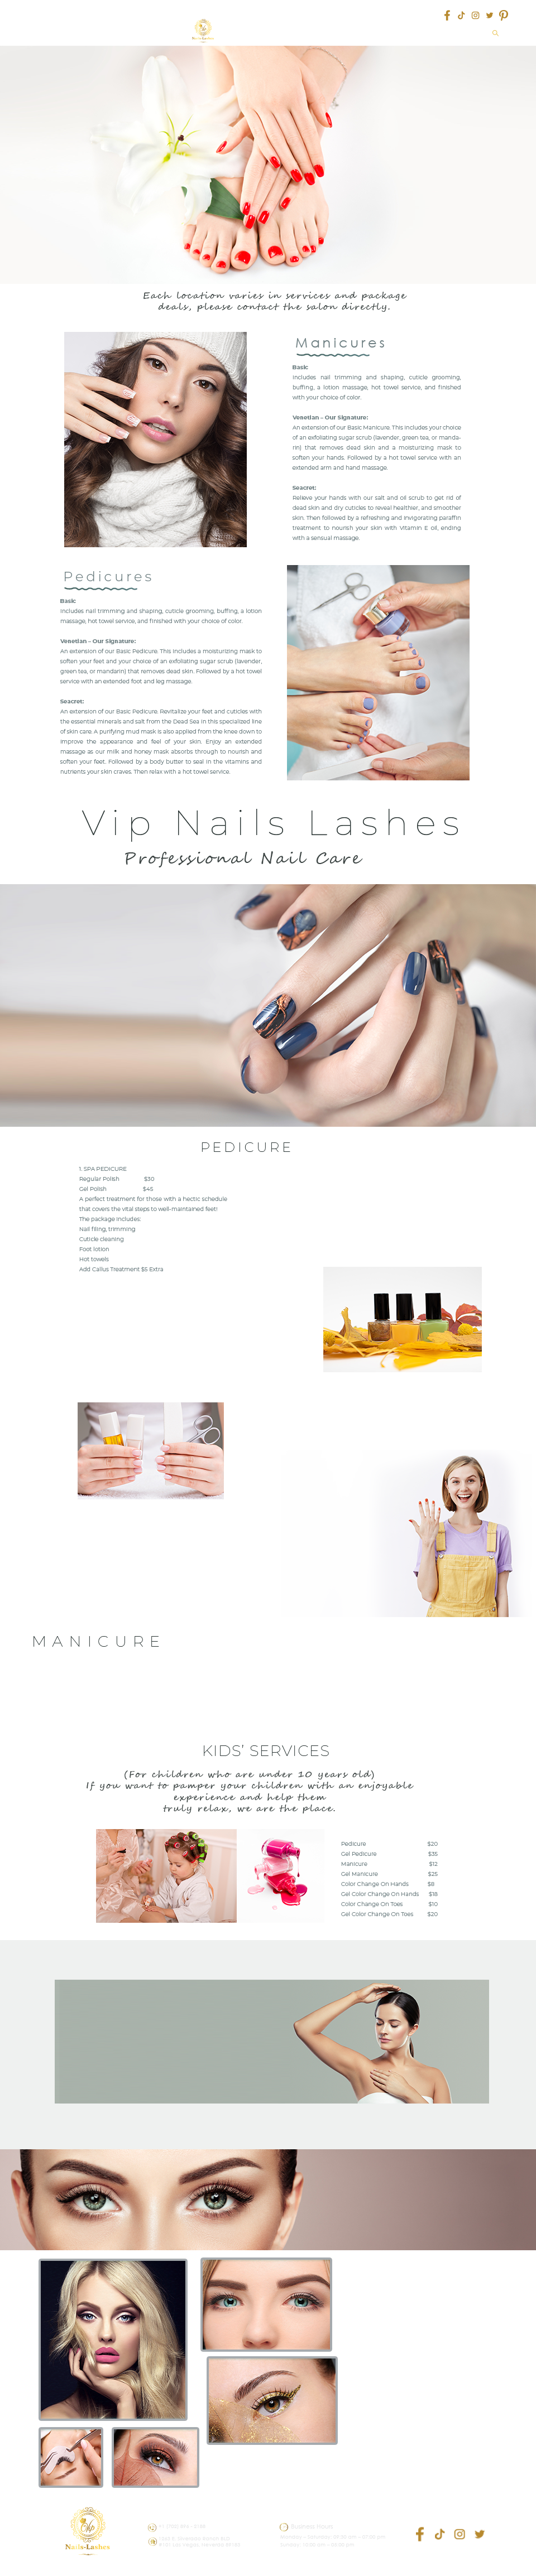 Nails-Lashes
Each location varies in services and package
deals, please contact the salon directly.
Manicures
Basic
Includes nail trimming and shaping, cuticle grooming,
buffing, a lotion massage, hot towel service, and finished
with your choice of color.
Venetian – Our Signature:
An extension of our Basic Manicure. This includes your choice
of an exfoliating sugar scrub (lavender, green tea, or manda-
rin) that removes dead skin and a moisturizing mask to
soften your hands. Followed by a hot towel service with an
extended arm and hand massage.
Seacret:
Relieve your hands with our salt and oil scrub to get rid of
dead skin and dry cuticles to reveal healthier, and smoother
skin. Then followed by a refreshing and invigorating paraffin
treatment to nourish your skin with Vitamin E oil, ending
with a sensual massage.
Pedicures
Basic
Includes nail trimming and shaping, cuticle grooming, buffing, a lotion
massage, hot towel service, and finished with your choice of color.
Venetian – Our Signature:
An extension of our Basic Pedicure. This includes a moisturizing mask to
soften your feet and your choice of an exfoliating sugar scrub (lavender,
green tea, or mandarin) that removes dead skin. Followed by a hot towel
service with an extended foot and leg massage.
Seacret:
An extension of our Basic Pedicure. Revitalize your feet and cuticles with
the essential minerals and salt from the Dead Sea in this specialized line
of skin care. A purifying mud mask is also applied from the knee down to
improve the appearance and feel of your skin. Enjoy an extended
massage as our milk and honey mask absorbs through to nourish and
soften your feet. Followed by a body butter to seal in the vitamins and
nutrients your skin craves. Then relax with a hot towel service.
Vip Nails Lashes
Professional Nail Care
PEDICURE
1. SPA PEDICURE
Regular Polish $30
Gel Polish $45
A perfect treatment for those with a hectic schedule
that covers the vital steps to well-maintained feet!
The package includes:
Nail filing, trimming
Cuticle cleaning
Foot lotion
Hot towels
Add Callus Treatment $5 Extra
MANICURE
KIDS' SERVICES
(For children who are under 10 years old)
If you want to pamper your children with an enjoyable
experience and help them
truly relax, we are the place.
Pedicure $20
Gel Pedicure $35
Manicure $12
Gel Manicure $25
Color Change On Hands $8
Gel Color Change On Hands $18
Color Change On Toes $10
Gel Color Change On Toes $20
Nails-Lashes
Business hours